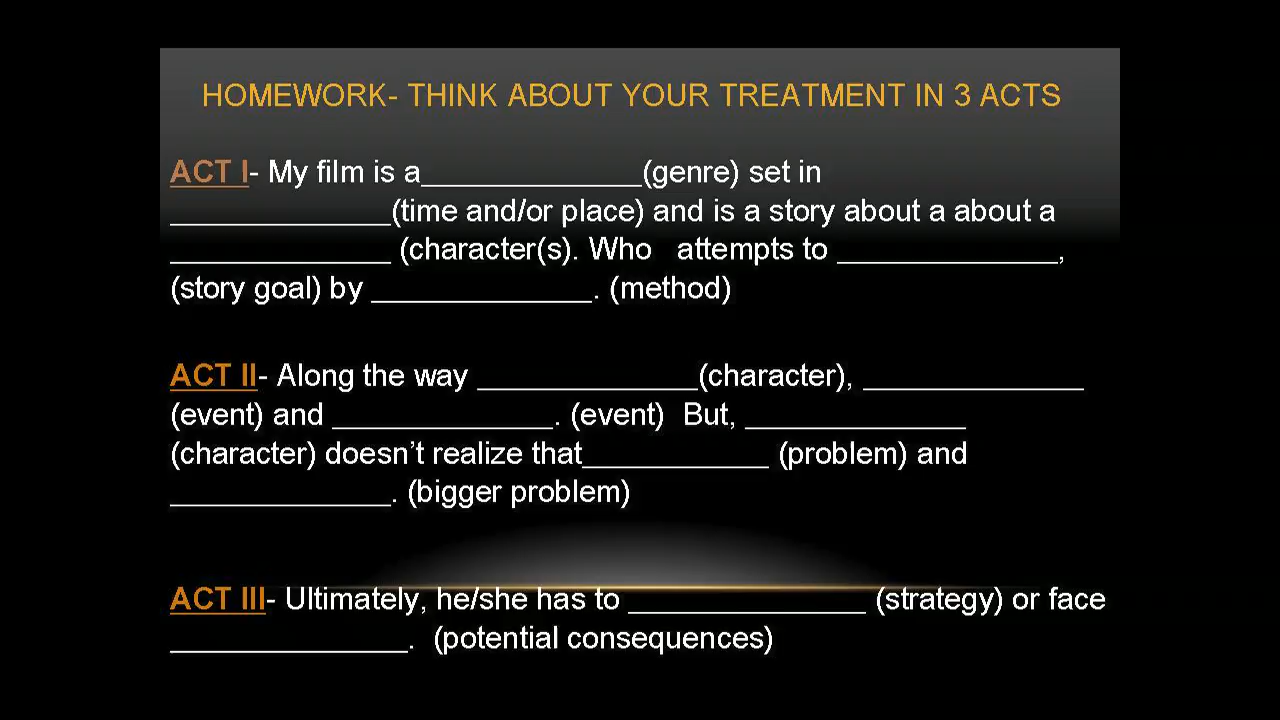 HOMEWORK- THINK ABOUT YOUR TREATMENT IN 3 ACTS
ACT I- My film is a_____________(genre) set in
_____________(time and/or place) and is a story about a about a
_____________ (character(s). Who attempts to _____________,
(story goal) by _____________. (method)
ACT II- Along the way _____________(character), _____________
(event) and _____________. (event) But, _____________
(character) doesn’t realize that___________ (problem) and
_____________. (bigger problem)
ACT III- Ultimately, he/she has to ______________ (strategy) or face
______________. (potential consequences)